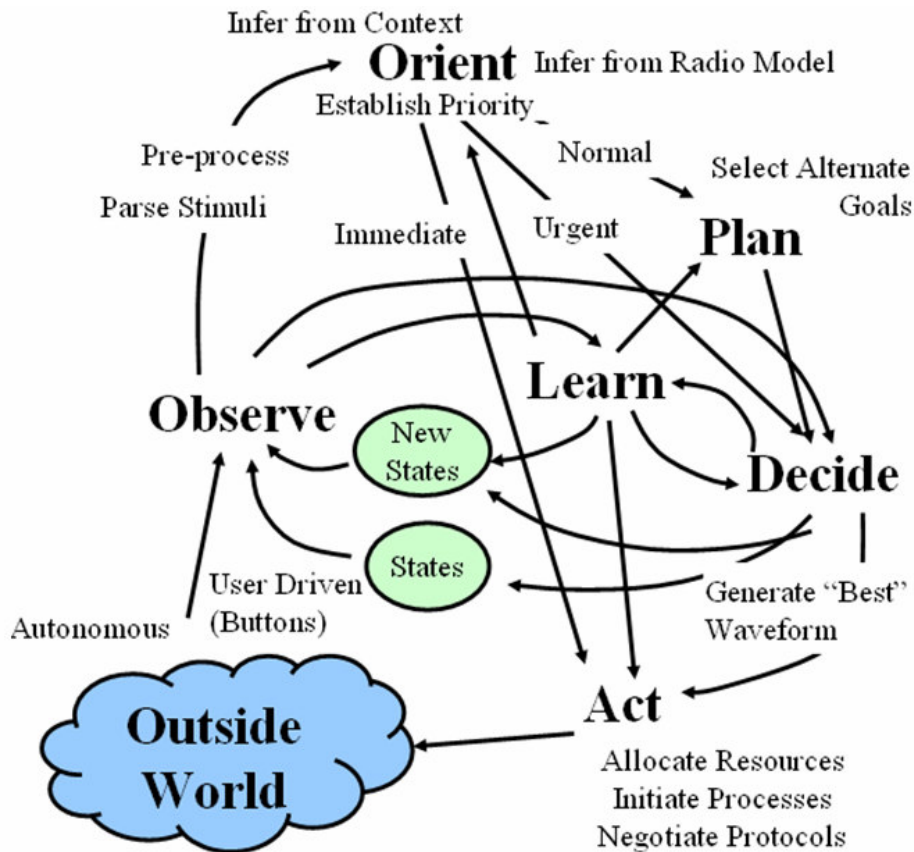 Infer from Context
Orient
Infer from Radio Model
Establish Priority
Pre-process
Normal
Select Alternate
Goals
Parse Stimuli
Immediate
Urgent
Plan
Learn
Observe
New
States
Decide
States
User Driven
(Buttons)
Generate “Best”
Waveform
Autonomous
Act
Outside
World
Allocate Resources
Initiate Processes
Negotiate Protocols